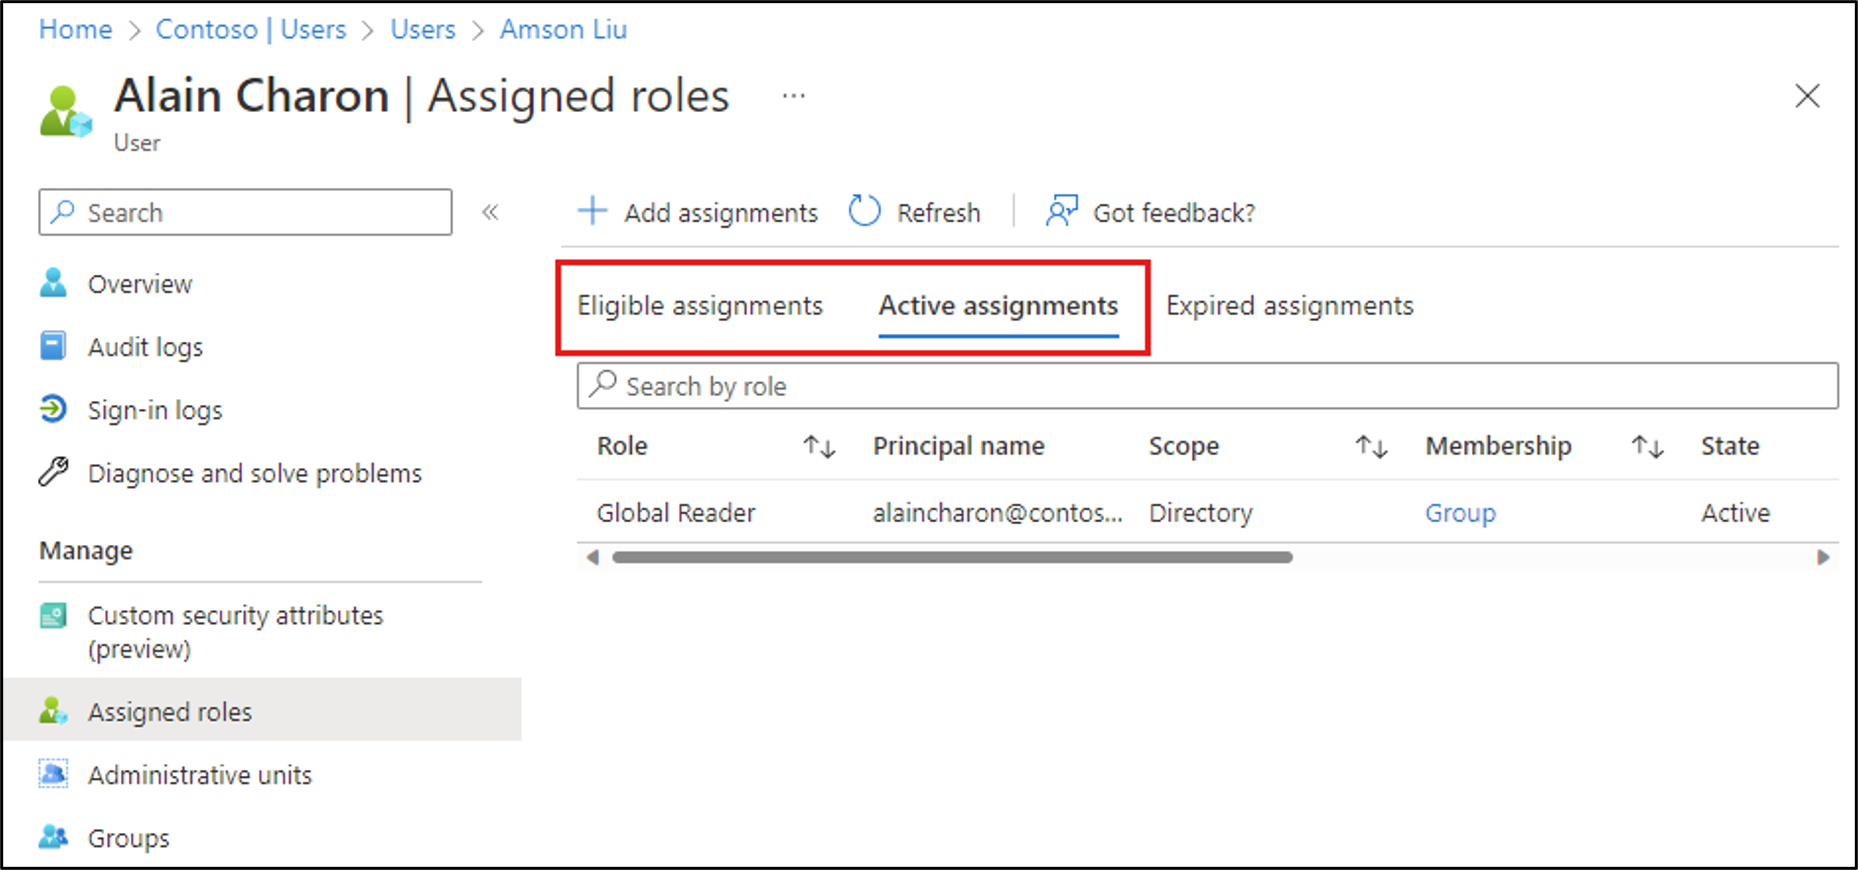 Home > Contoso | Users > Users > Amson Liu
Alain Charon | Assigned roles ...
User
Search
Overview
Audit logs
Sign-in logs
Diagnose and solve problems
Manage
Custom security attributes
(preview)
Assigned roles
Administrative units
Groups
Add assignments Refresh | Got feedback?
Eligible assignments Active assignments Expired assignments
Search by role
Role Principal name Scope Membership State
Global Reader alaincharon@contos... Directory Group Active